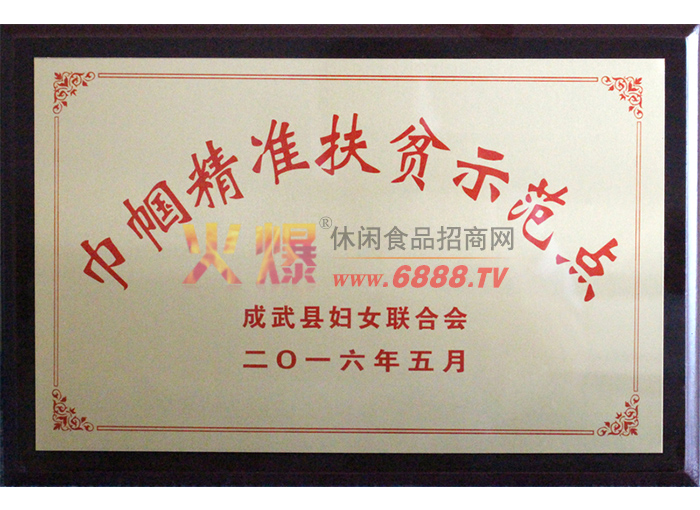 巾帼精准扶贫示范点
火爆®休闲食品招商网
www.6888.TV
成武县妇女联合会
二〇一六年五月